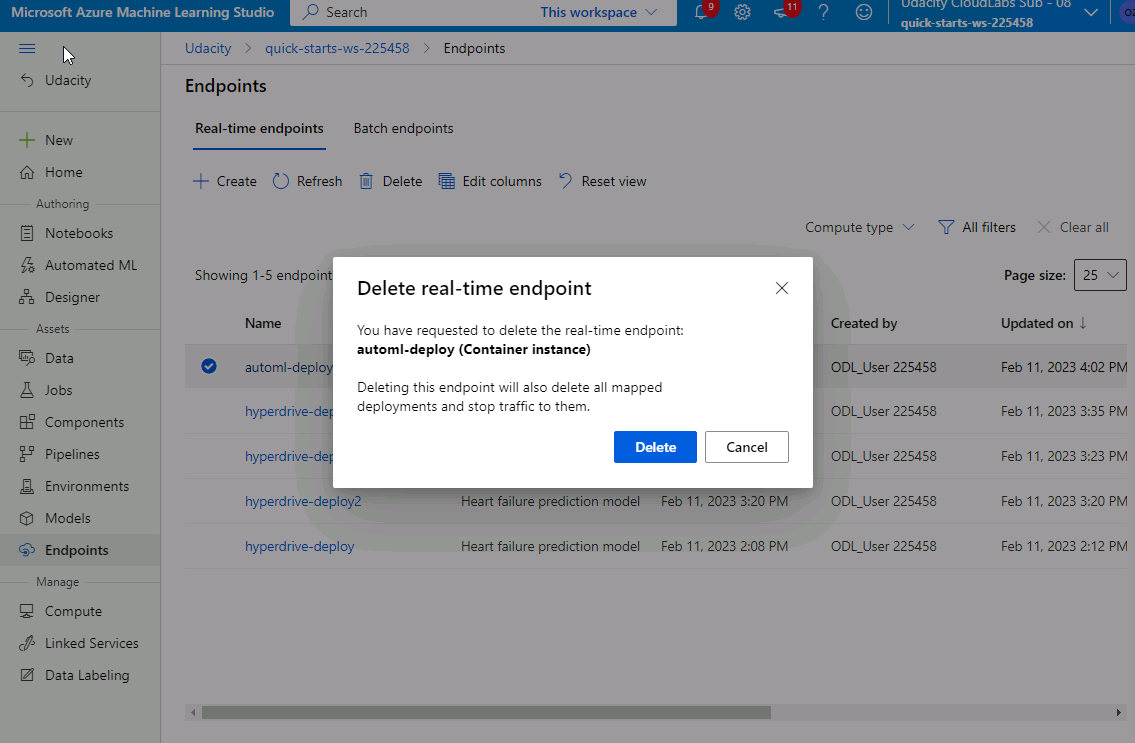 Microsoft Azure Machine Learning Studio
Search
This workspace
9
11
?
Udacity CloudLabs Sub - 08
quick-starts-ws-225458
Udacity > quick-starts-ws-225458 > Endpoints
Udacity
New
Home
Authoring
Notebooks
Automated ML
Designer
Assets
Data
Jobs
Components
Pipelines
Environments
Models
Endpoints
Manage
Compute
Linked Services
Data Labeling
Endpoints
Real-time endpoints Batch endpoints
Create Refresh Delete Edit columns Reset view
Compute type All filters Clear all
Showing 1-5 endpoint
Page size: 25
Name Created by Updated on
automl-deploy ODL_User 225458 Feb 11, 2023 4:02 PM
hyperdrive-dep ODL_User 225458 Feb 11, 2023 3:35 PM
hyperdrive-dep ODL_User 225458 Feb 11, 2023 3:23 PM
hyperdrive-deploy2 Heart failure prediction model Feb 11, 2023 3:20 PM ODL_User 225458 Feb 11, 2023 3:20 PM
hyperdrive-deploy Heart failure prediction model Feb 11, 2023 2:08 PM ODL_User 225458 Feb 11, 2023 2:12 PM
Delete real-time endpoint
You have requested to delete the real-time endpoint:
automl-deploy (Container instance)
Deleting this endpoint will also delete all mapped
deployments and stop traffic to them.
Delete Cancel